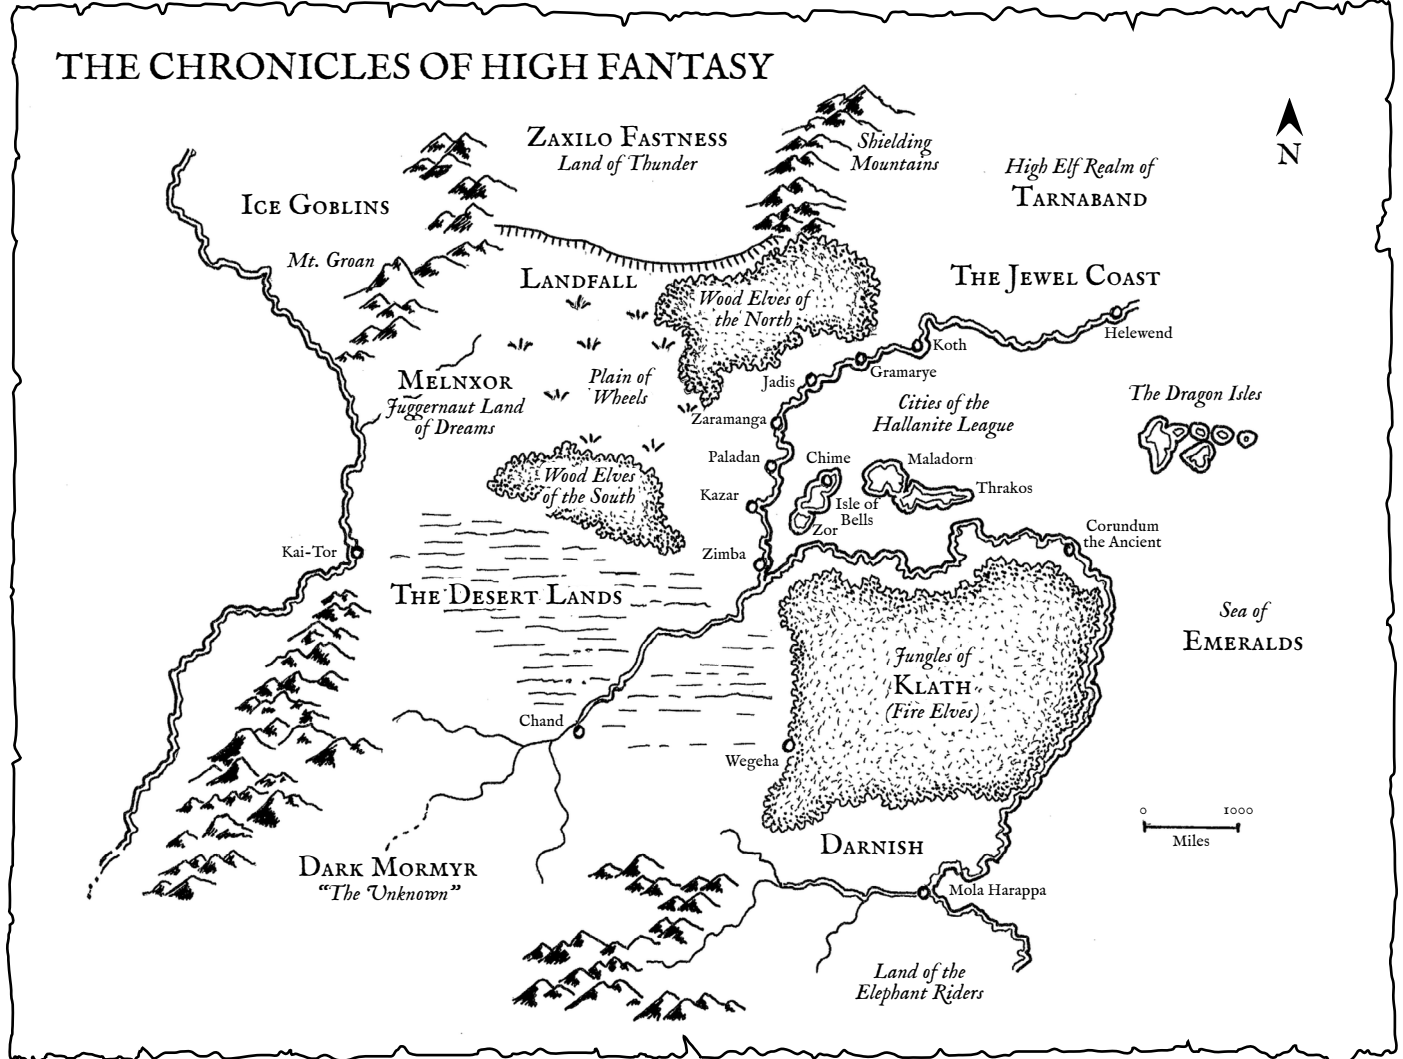 THE CHRONICLES OF HIGH FANTASY
ZAXILO FASTNESS
Land of Thunder
Shielding
Mountains
High Elf Realm of
TARNABAND
N
ICE GOBLINS
Mt. Groan
LANDFALL
THE JEWEL COAST
Wood Elves of
the North
Helewend
Koth
Gramarye
Jadis
MELNXOR
Juggernaut Land
of Dreams
Plain of
Wheels
Zaramanga
Cities of the
Hallanite League
The Dragon Isles
Paladan
Chime
Maladorn
Wood Elves
of the South
Kazar
Thrakos
Isle of
Bells
Zor
Kai-Tor
Zimba
Corundum
the Ancient
THE DESERT LANDS
Sea of
EMERALDS
Jungles of
KLATH
(Fire Elves)
Chand
Wegeha
0 1000
Miles
DARNISH
DARK MORMYR
“The Unknown”
Mola Harappa
Land of the
Elephant Riders